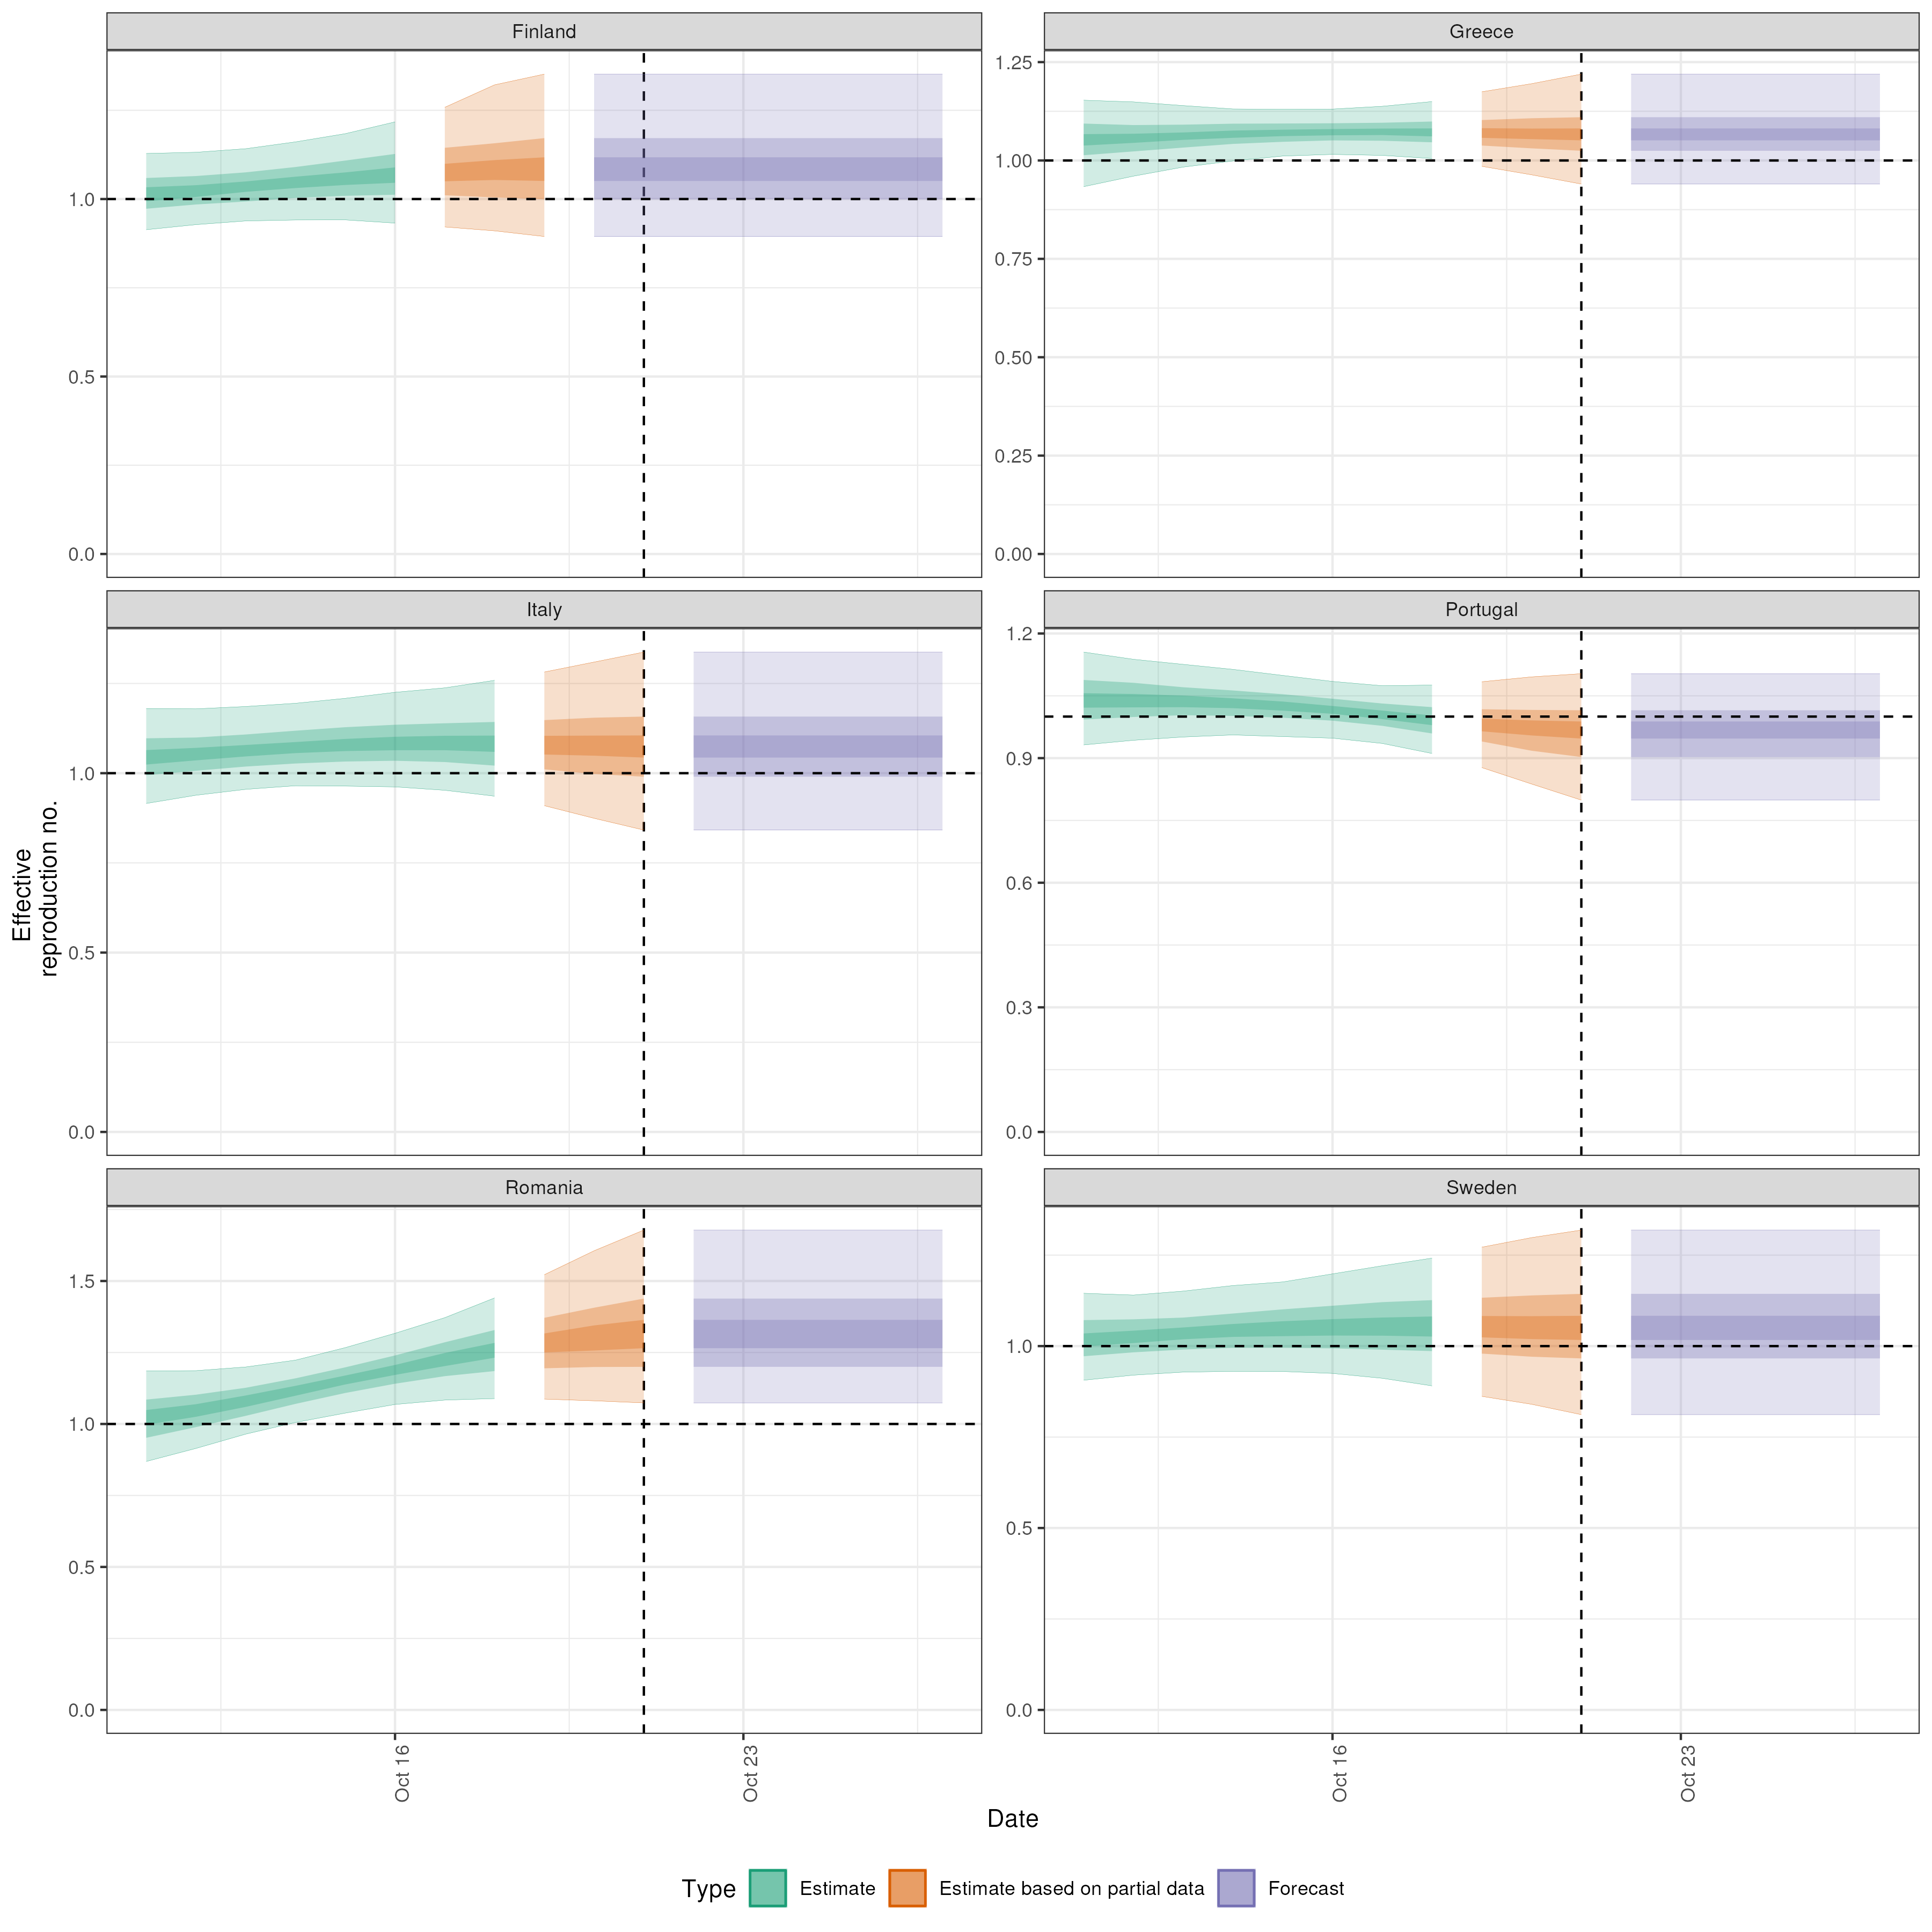 Finland
Greece
1.0
0.5
0.0
1.25
1.00
0.75
0.50
0.25
0.00
Italy
Portugal
1.0
0.5
0.0
1.2
0.9
0.6
0.3
0.0
Effective
reproduction no.
Romania
Sweden
1.5
1.0
0.5
0.0
1.0
0.5
0.0
Oct 16
Oct 23
Oct 16
Oct 23
Date
Type Estimate Estimate based on partial data Forecast